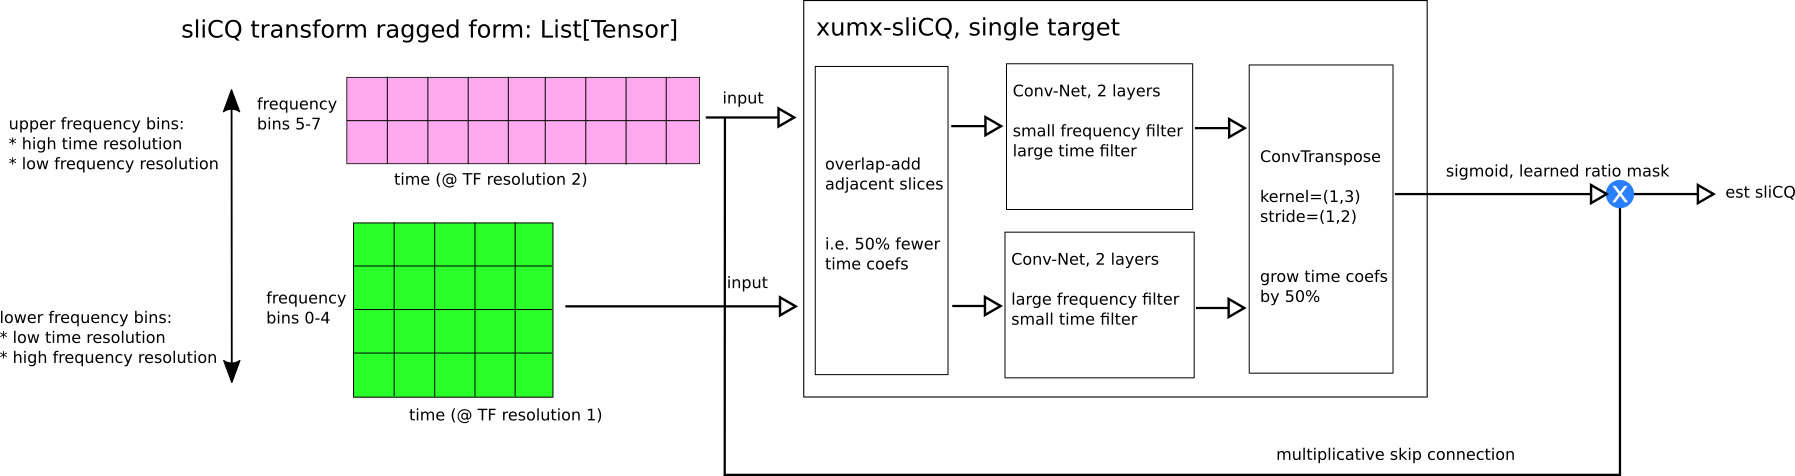 sliCQ transform ragged form: List[Tensor]
upper frequency bins:
* high time resolution
* low frequency resolution
frequency
bins 5-7
time (@ TF resolution 2)
lower frequency bins:
* low time resolution
* high frequency resolution
frequency
bins 0-4
time (@ TF resolution 1)
input
input
xumx-sliCQ, single target
overlap-add
adjacent slices
i.e. 50% fewer
time coefs
Conv-Net, 2 layers
small frequency filter
large time filter
Conv-Net, 2 layers
large frequency filter
small time filter
ConvTranspose
kernel=(1,3)
stride=(1,2)
grow time coefs
by 50%
sigmoid, learned ratio mask
X
est sliCQ
multiplicative skip connection